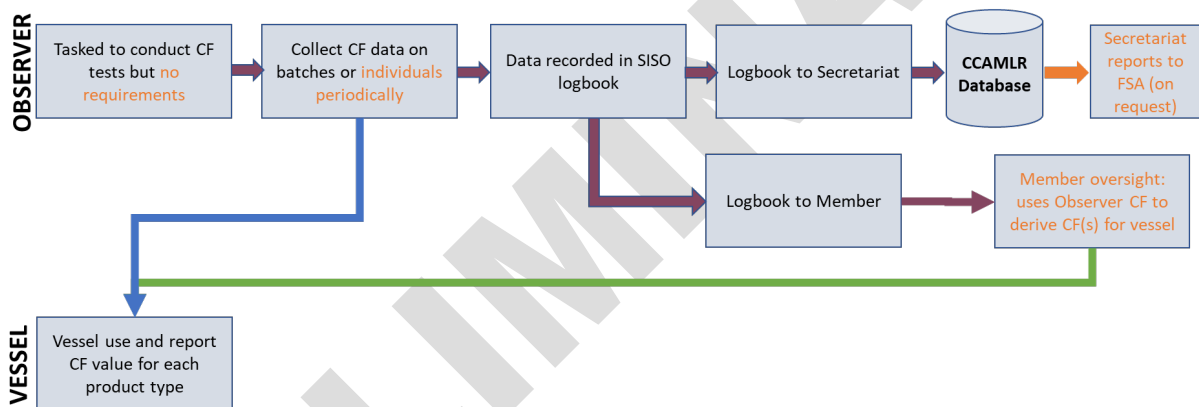 OBSERVER
Tasked to conduct CF
tests but no
requirements
Collect CF data on
batches or individuals
periodically
Data recorded in SISO
logbook
Logbook to Secretariat
CCAMLR
Database
Secretariat
reports to
FSA (on
request)
Logbook to Member
Member oversight:
uses Observer CF to
derive CF(s) for vessel
VESSEL
Vessel use and report
CF value for each
product type